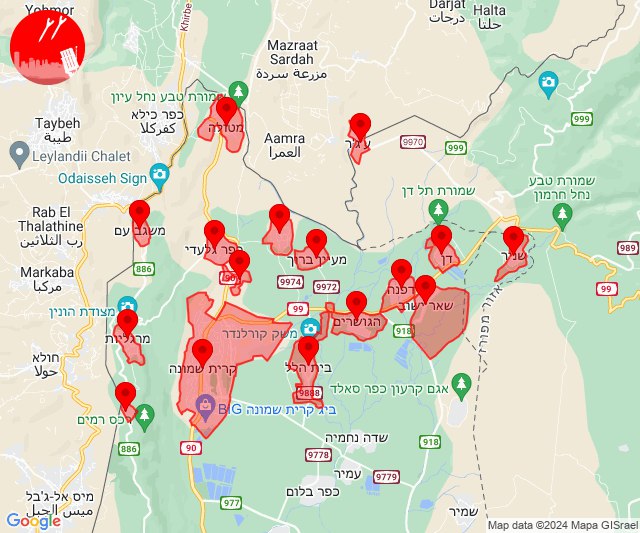 Yohmor
Khirbe
Darjat
درجات
Halta
حلتا
Mazraat
Sardah
مزرعة سردة
שמורת טבע נחל עיון
כפר כילא
كفركلا
מטולה
Taybeh
طيبة
Aamra
العمرا
9970
999
999
Leylandii Chalet
Odaisseh Sign
שמורת תל דן
שמורת טבע
נחל חרמון
Rab El
Thalathine
رب الثلاثين
משגב עם
כפר גלעדי
מעיין ברוך
דן
שניר
989
Markaba
مركبا
886
9974
9972
דפנה
99
99
מצודת הונין
שאר ישוב
הגושרים
משק קורלנדר
918
אזור מפורז
מרגליות
חולא
حولا
קרית שמונה
בית הלל
אגם קרעון כפר סאלד
9888
BIG ביג קרית שמונה
רכס רמים
886
90
שדה נחמיה
918
9778
עמיר
9779
כפר בלום
977
שמיר
מיס אל-ג'בל
ميس الجبل
Google
Map data ©2024 Mapa GISrael